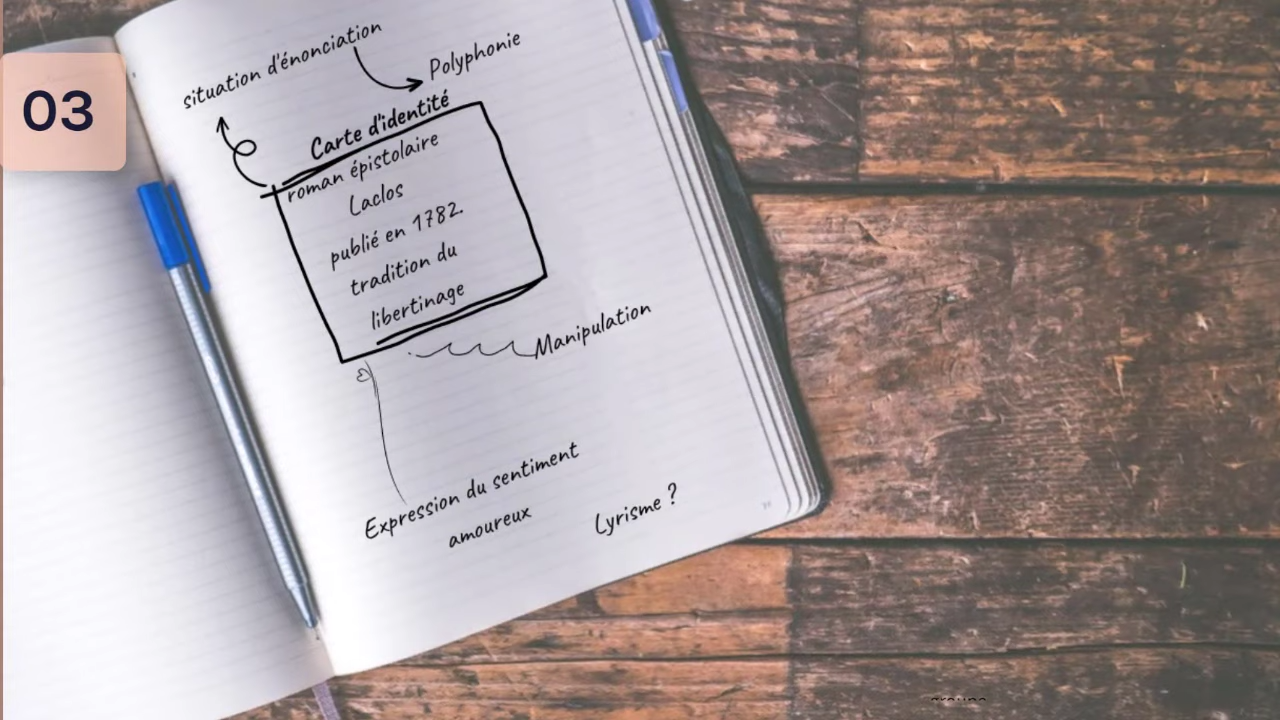 03
situation d'énonciation
Polyphonie
Carte d'identité
roman épistolaire
Laclos
publié en 1782.
tradition du
libertinage
Manipulation
Expression du sentiment
amoureux
Lyrisme ?